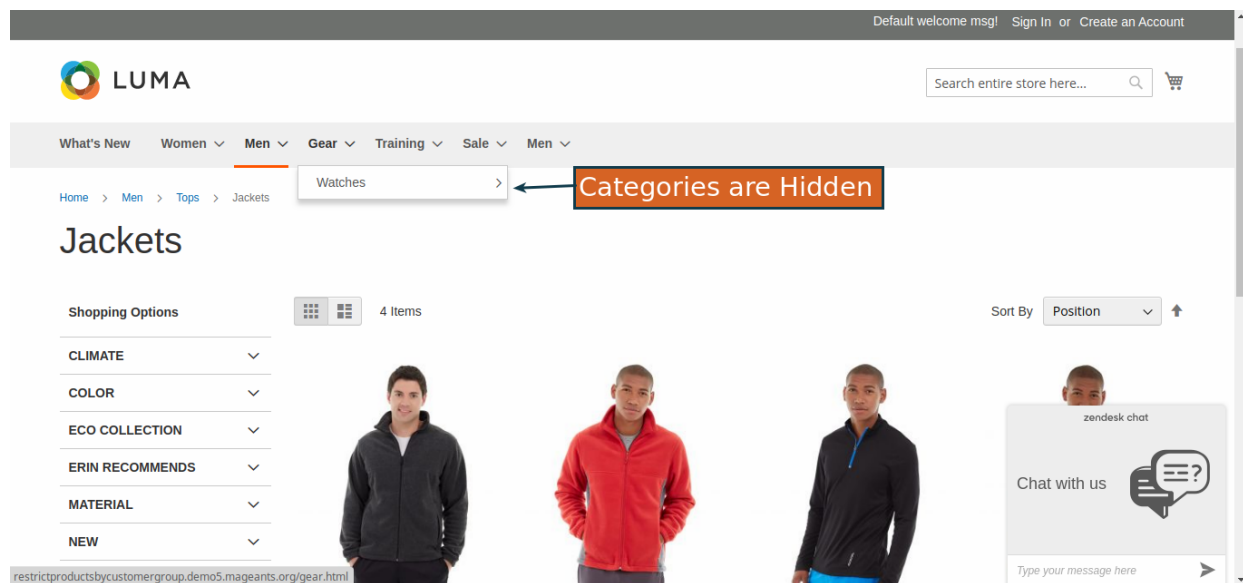 Default welcome msg! Sign In or Create an Account
LUMA
Search entire store here...
What's New Women Men Gear Training Sale Men
Watches
Categories are Hidden
Home > Men > Tops > Jackets
Jackets
Shopping Options
4 Items
Sort By Position
CLIMATE
COLOR
ECO COLLECTION
ERIN RECOMMENDS
MATERIAL
NEW
zendesk chat
Chat with us
Type your message here
restrictproductsbycustomergroup.demo5.mageants.org/gear.html